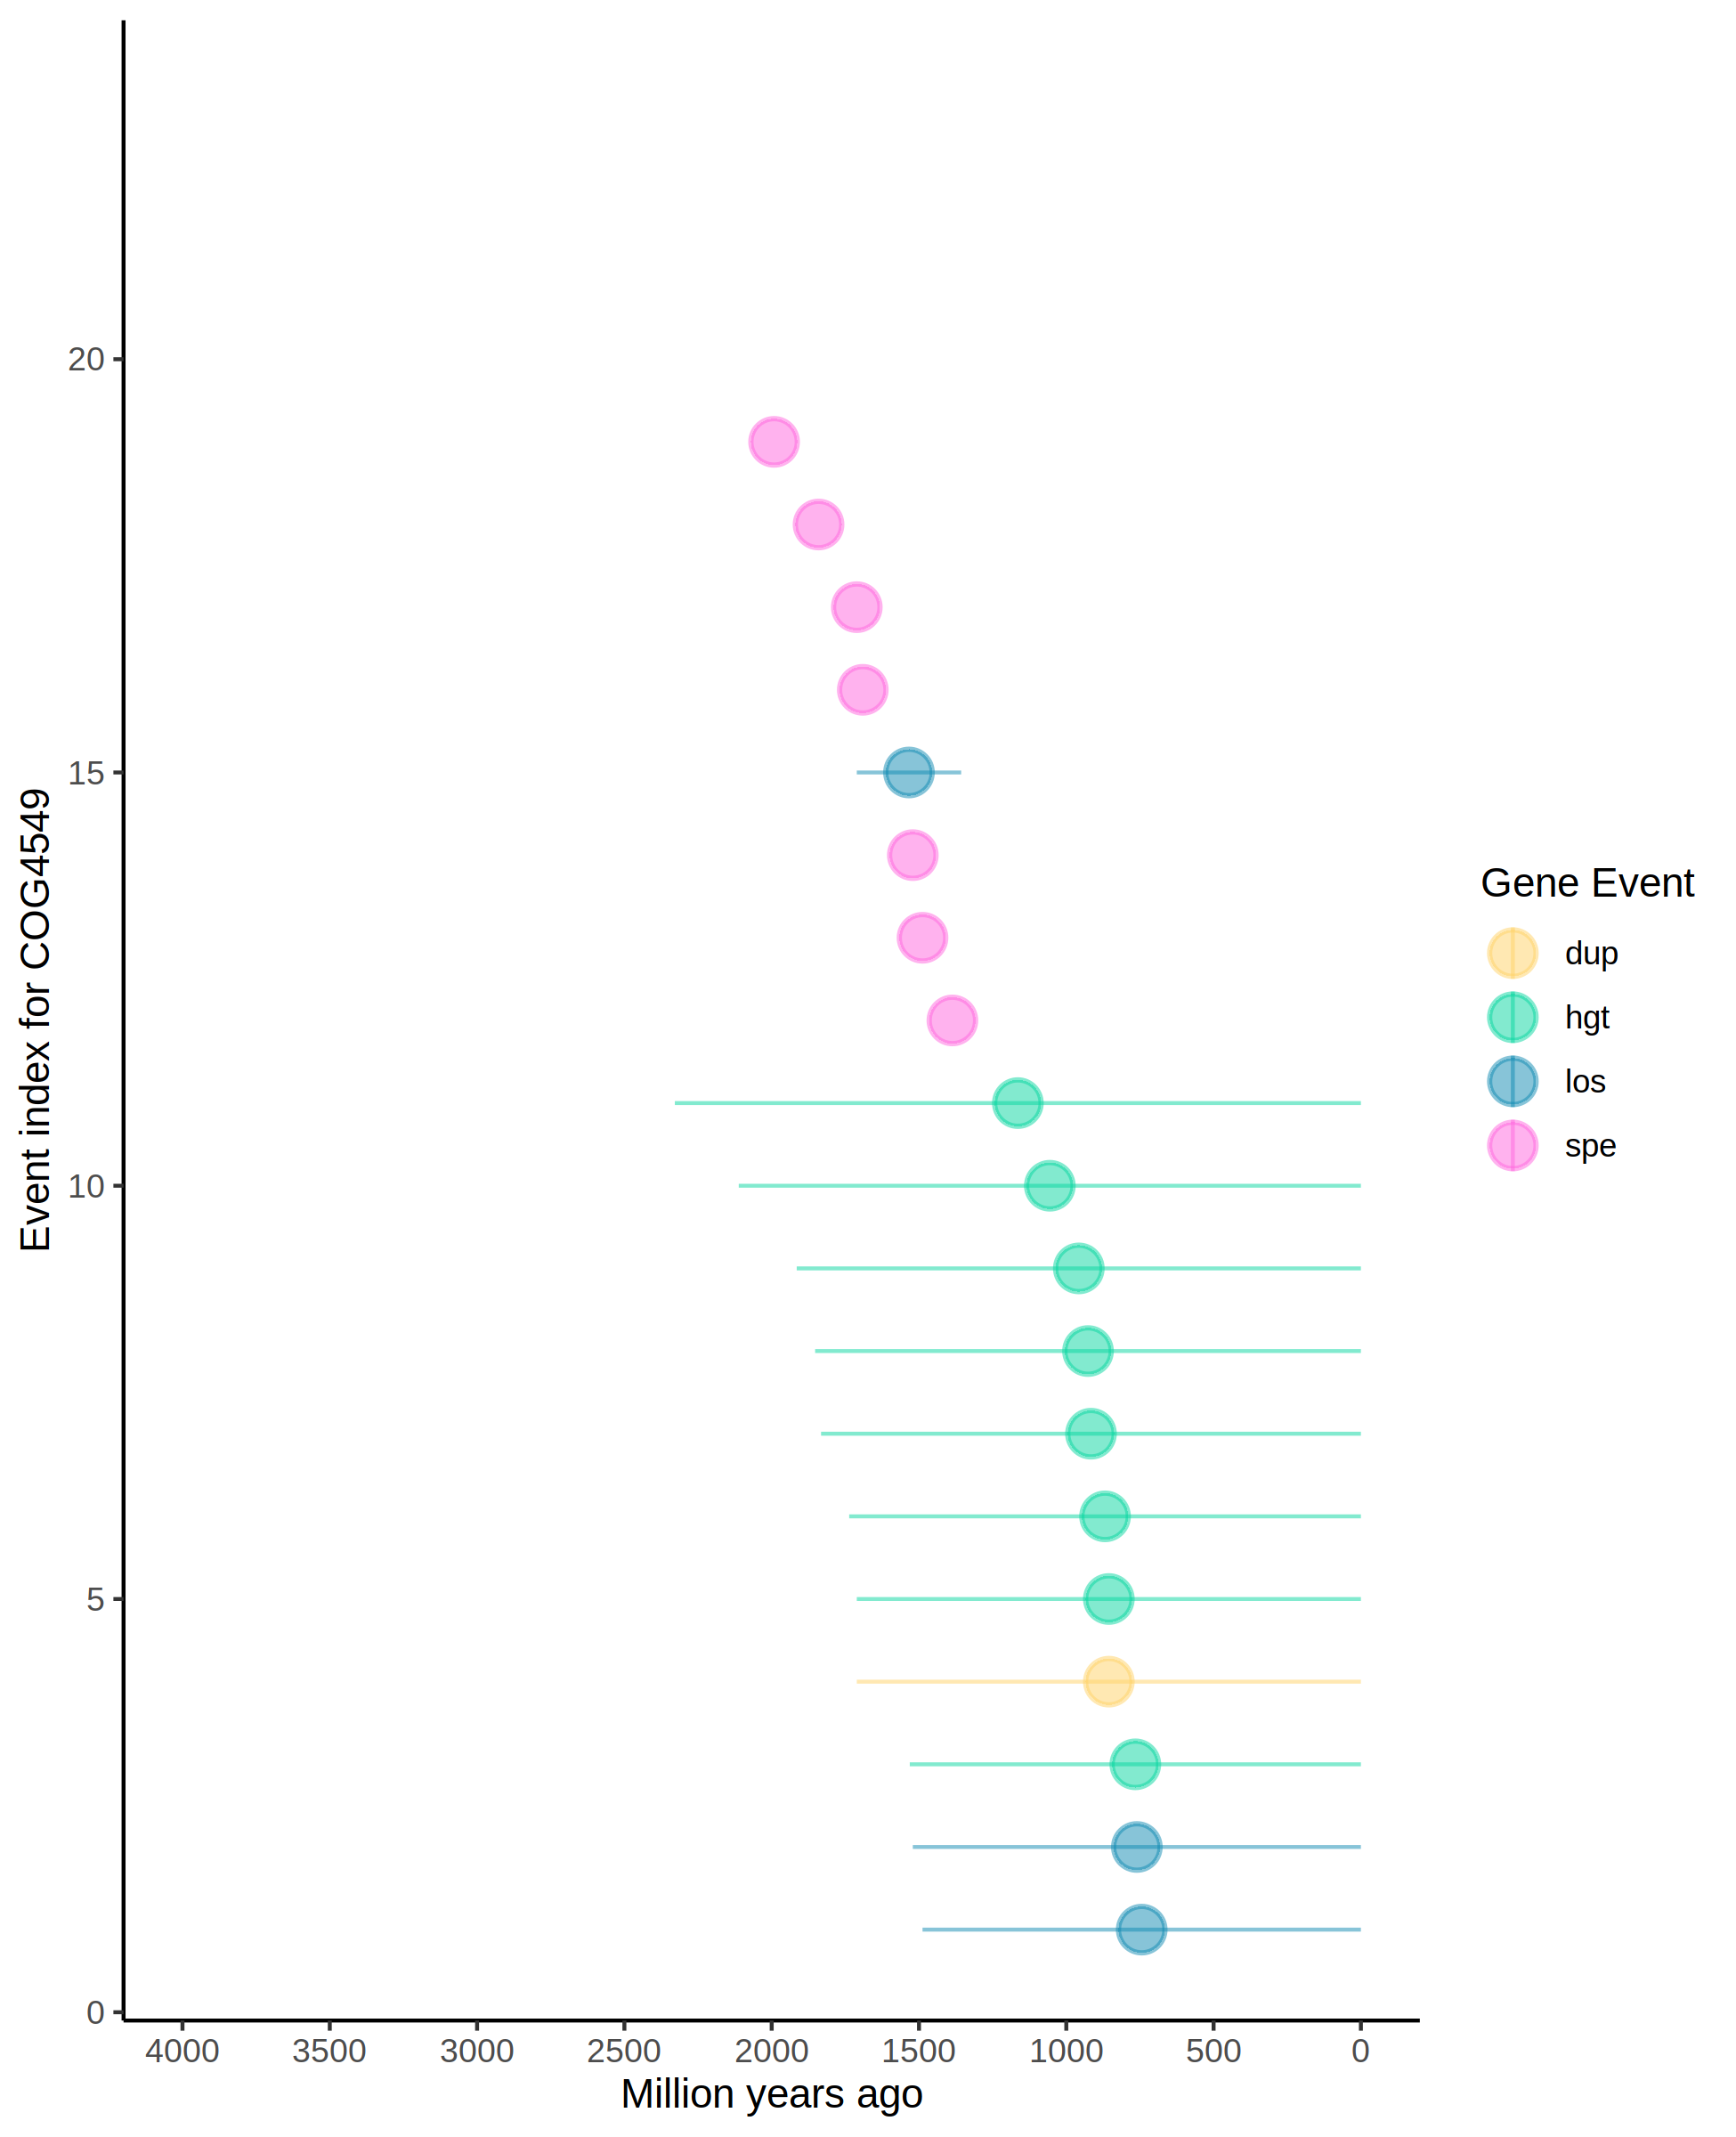 Event index for COG4549
20
15
10
5
0
4000 3500 3000 2500 2000 1500 1000 500 0
Million years ago
Gene Event
dup
hgt
los
spe